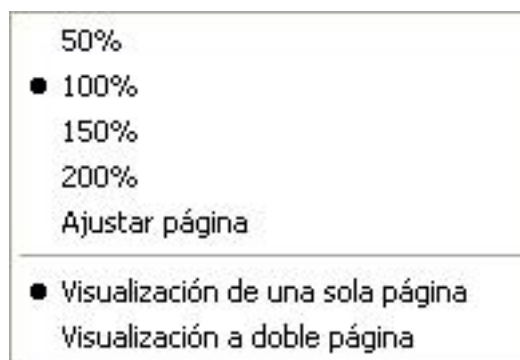 50%
100%
150%
200%
Ajustar página
Visualización de una sola página
Visualización a doble página